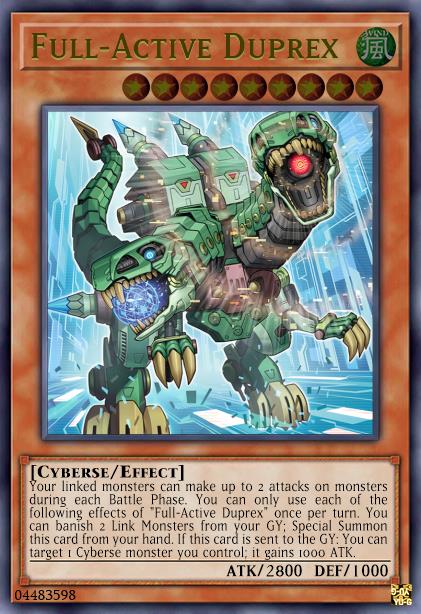 Full-Active Duprex
WIND
風
[Cyberse/Effect]
Your linked monsters can make up to 2 attacks on monsters
during each Battle Phase. You can only use each of the
following effects of "Full-Active Duprex" once per turn. You
can banish 2 Link Monsters from your GY; Special Summon
this card from your hand. If this card is sent to the GY: You can
target 1 Cyberse monster you control; it gains 1000 ATK.
ATK/2800 DEF/1000
04483598